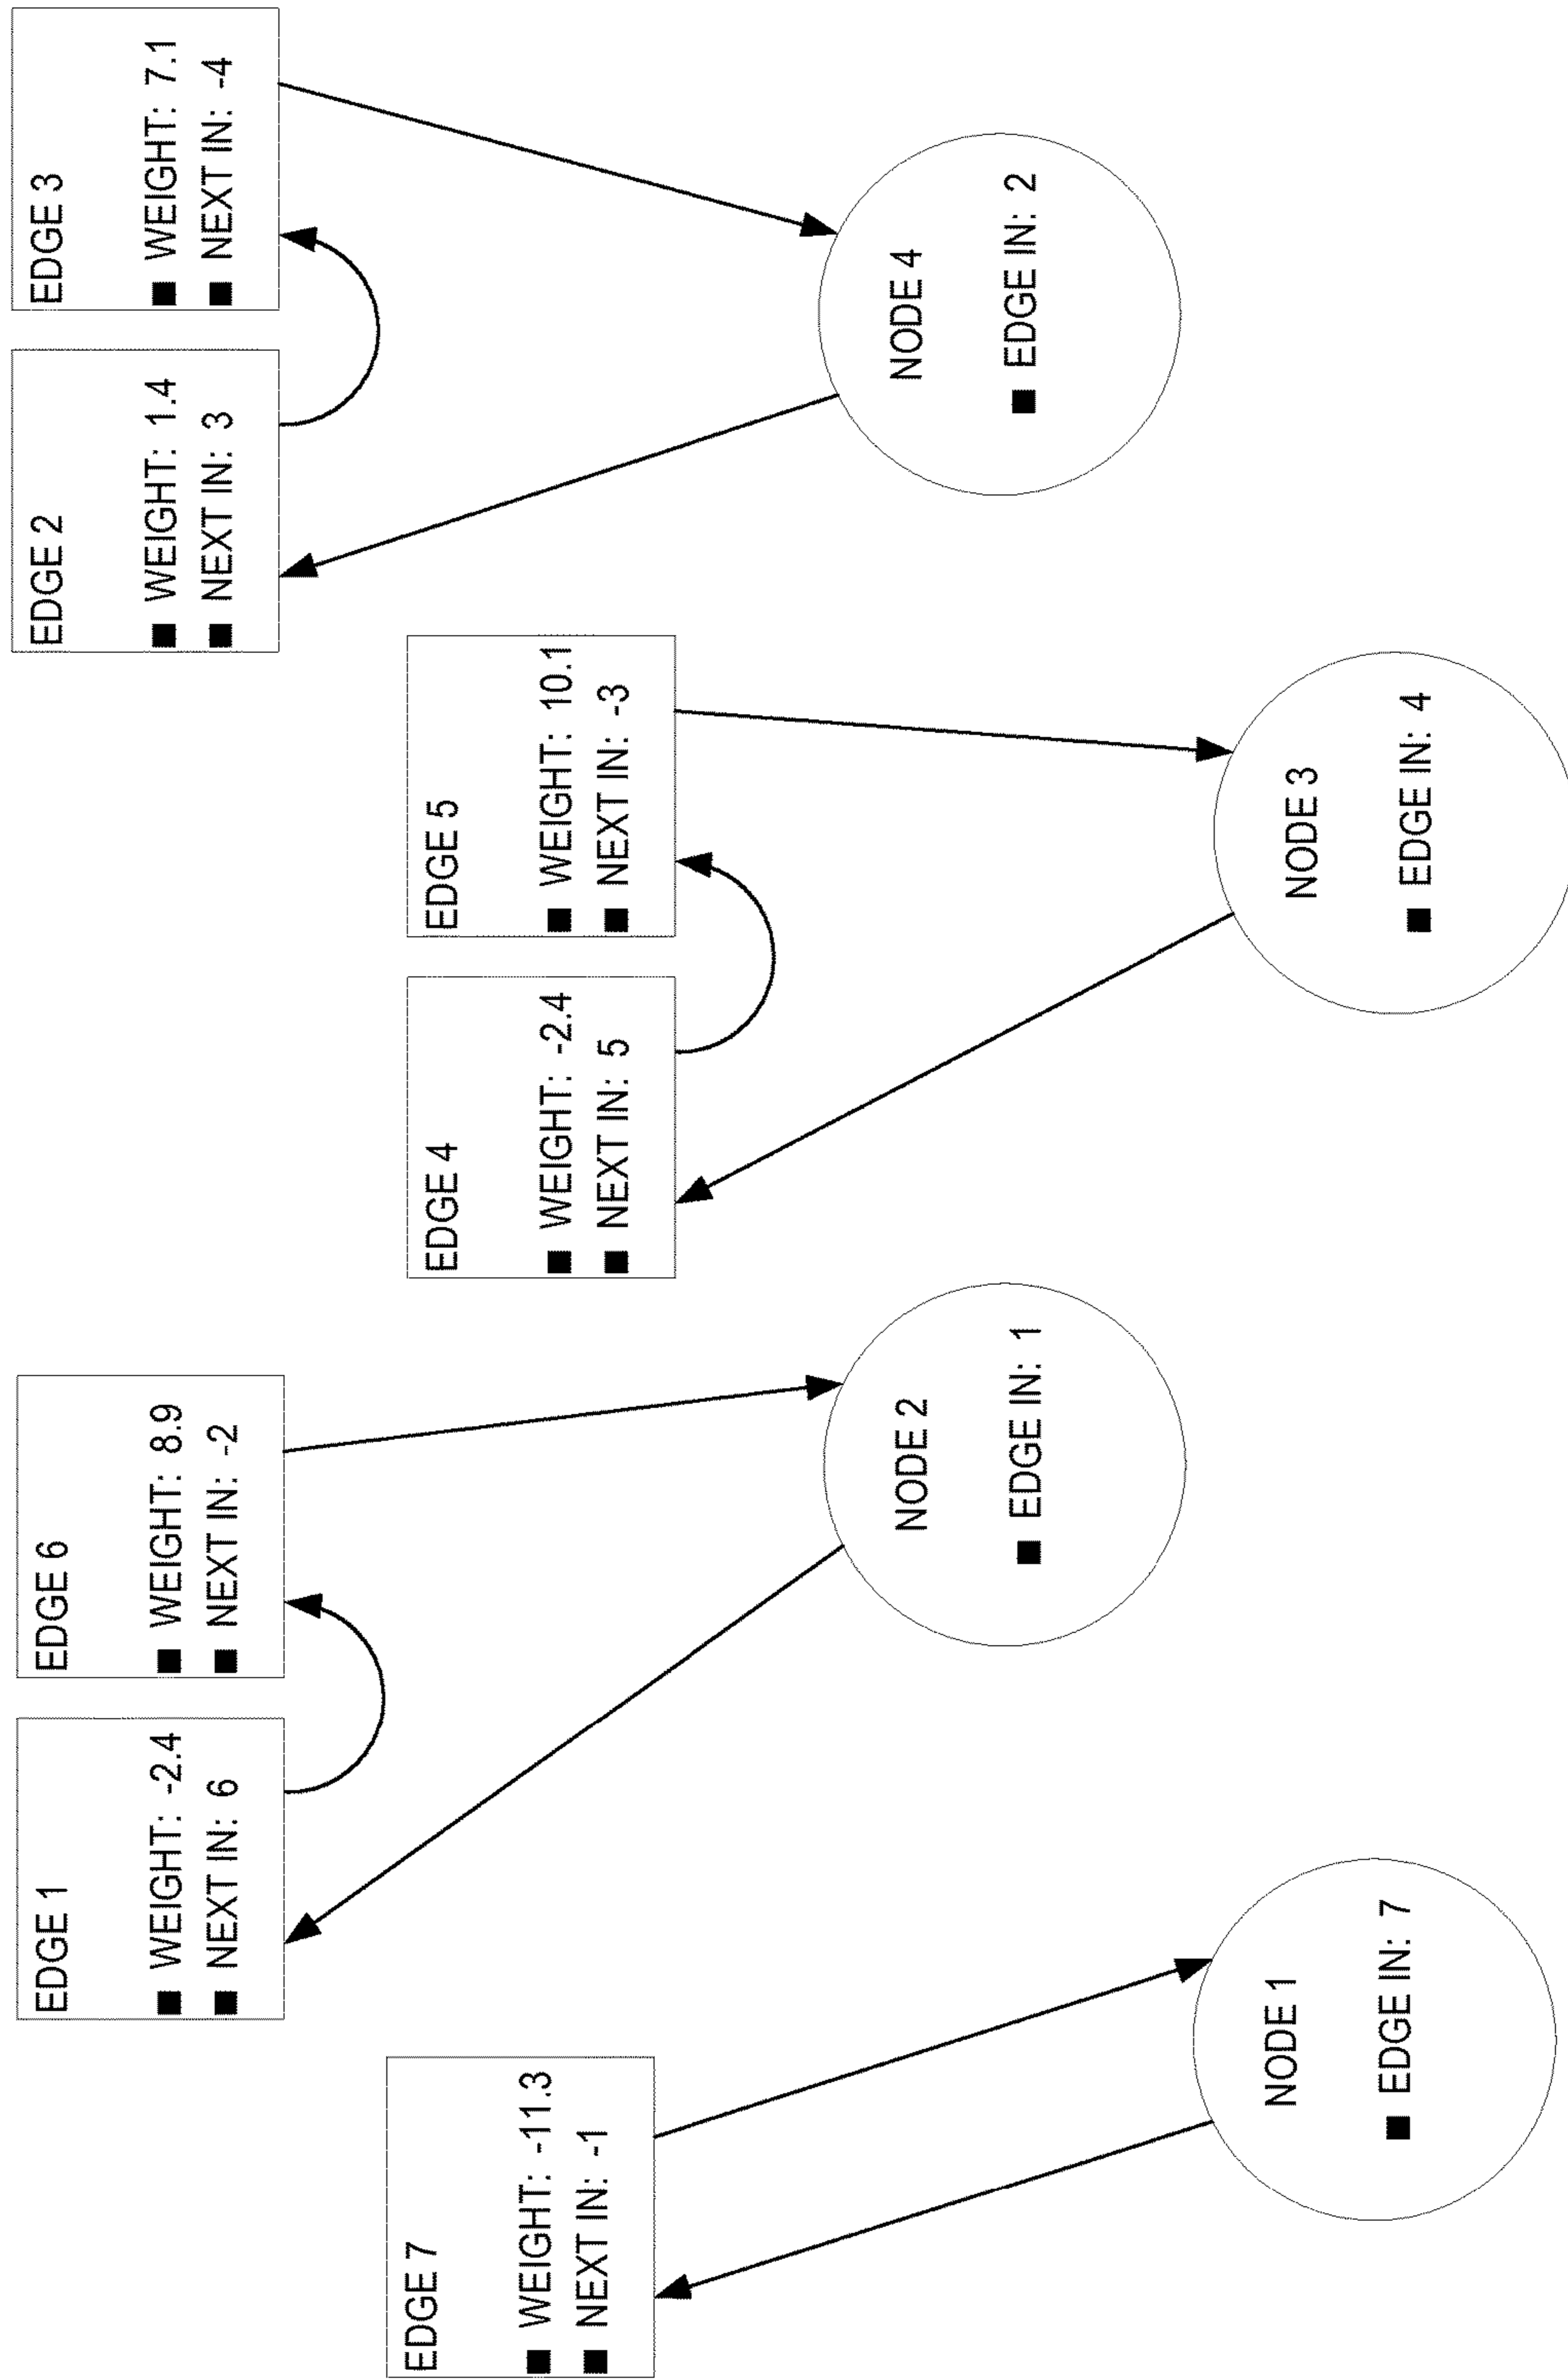 EDGE 7
■ WEIGHT: -11.3
■ NEXT IN: -1
NODE 1
■ EDGE IN: 7
EDGE 1
■ WEIGHT: -2.4
■ NEXT IN: 6
EDGE 6
■ WEIGHT: 8.9
■ NEXT IN: -2
NODE 2
■ EDGE IN: 1
EDGE 4
■ WEIGHT: -2.4
■ NEXT IN: 5
EDGE 5
■ WEIGHT: 10.1
■ NEXT IN: -3
NODE 3
■ EDGE IN: 4
EDGE 2
■ WEIGHT: 1.4
■ NEXT IN: 3
EDGE 3
■ WEIGHT: 7.1
■ NEXT IN: -4
NODE 4
■ EDGE IN: 2